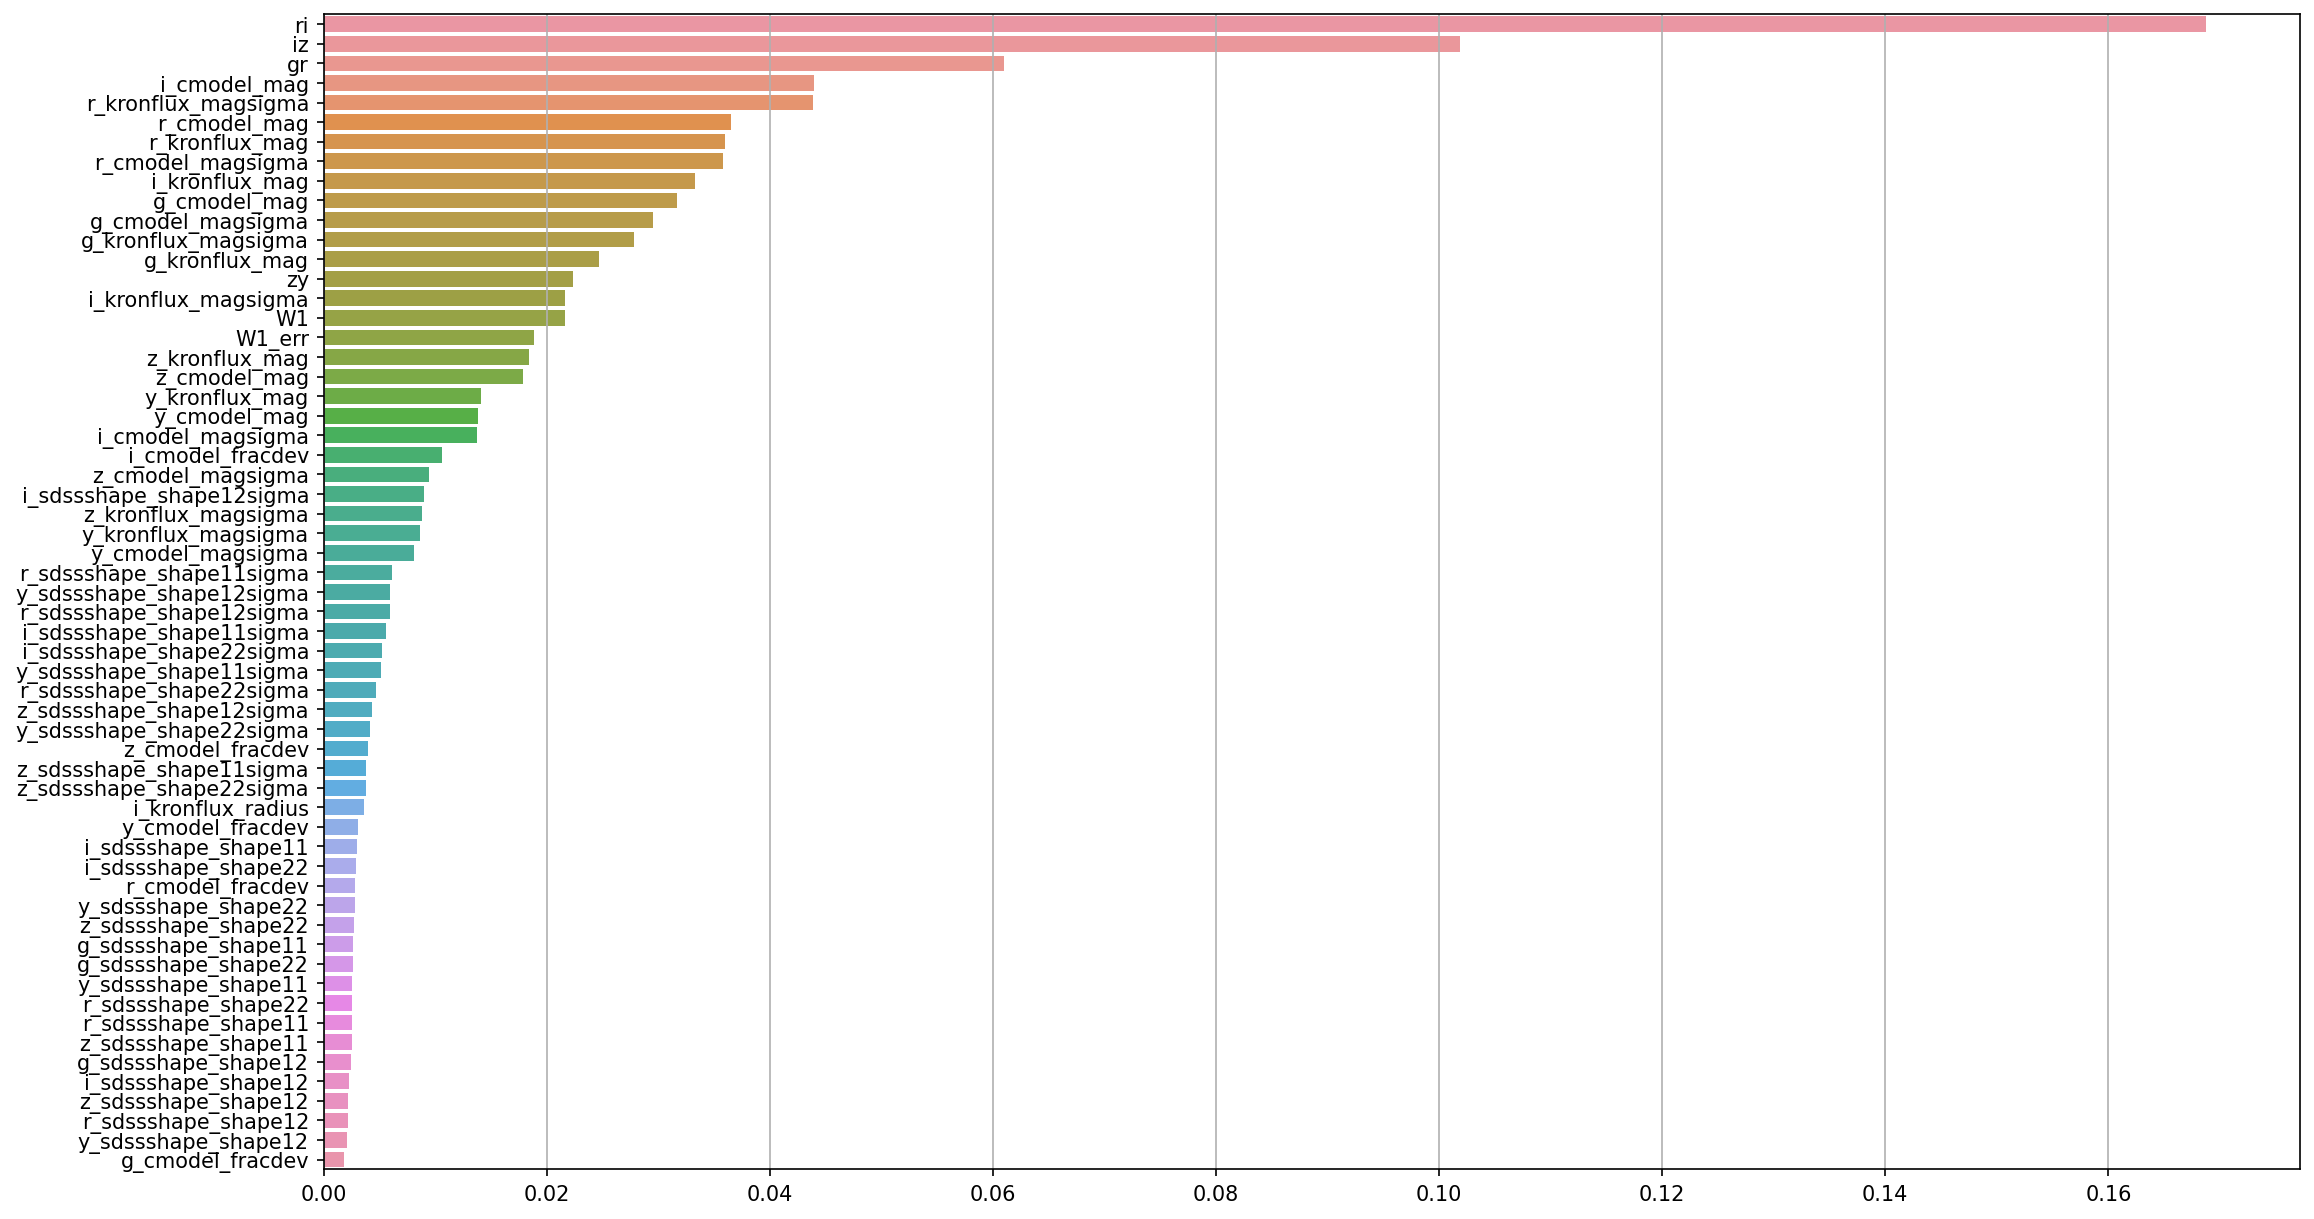 ri
iz
gr
i_cmodel_mag
r_kronflux_magsigma
r_cmodel_mag
r_kronflux_mag
r_cmodel_magsigma
i_kronflux_mag
g_cmodel_mag
g_cmodel_magsigma
g_kronflux_magsigma
g_kronflux_mag
zy
i_kronflux_magsigma
W1
W1_err
z_kronflux_mag
z_cmodel_mag
y_kronflux_mag
y_cmodel_mag
i_cmodel_magsigma
i_cmodel_fracdev
z_cmodel_magsigma
i_sdssshape_shape12sigma
z_kronflux_magsigma
y_kronflux_magsigma
y_cmodel_magsigma
r_sdssshape_shape11sigma
y_sdssshape_shape12sigma
r_sdssshape_shape12sigma
i_sdssshape_shape11sigma
i_sdssshape_shape22sigma
y_sdssshape_shape11sigma
r_sdssshape_shape22sigma
z_sdssshape_shape12sigma
y_sdssshape_shape22sigma
z_cmodel_fracdev
z_sdssshape_shape11sigma
z_sdssshape_shape22sigma
i_kronflux_radius
y_cmodel_fracdev
i_sdssshape_shape11
i_sdssshape_shape22
r_cmodel_fracdev
y_sdssshape_shape22
z_sdssshape_shape22
g_sdssshape_shape11
g_sdssshape_shape22
y_sdssshape_shape11
r_sdssshape_shape22
r_sdssshape_shape11
z_sdssshape_shape11
g_sdssshape_shape12
i_sdssshape_shape12
z_sdssshape_shape12
r_sdssshape_shape12
y_sdssshape_shape12
g_cmodel_fracdev
0.00 0.02 0.04 0.06 0.08 0.10 0.12 0.14 0.16